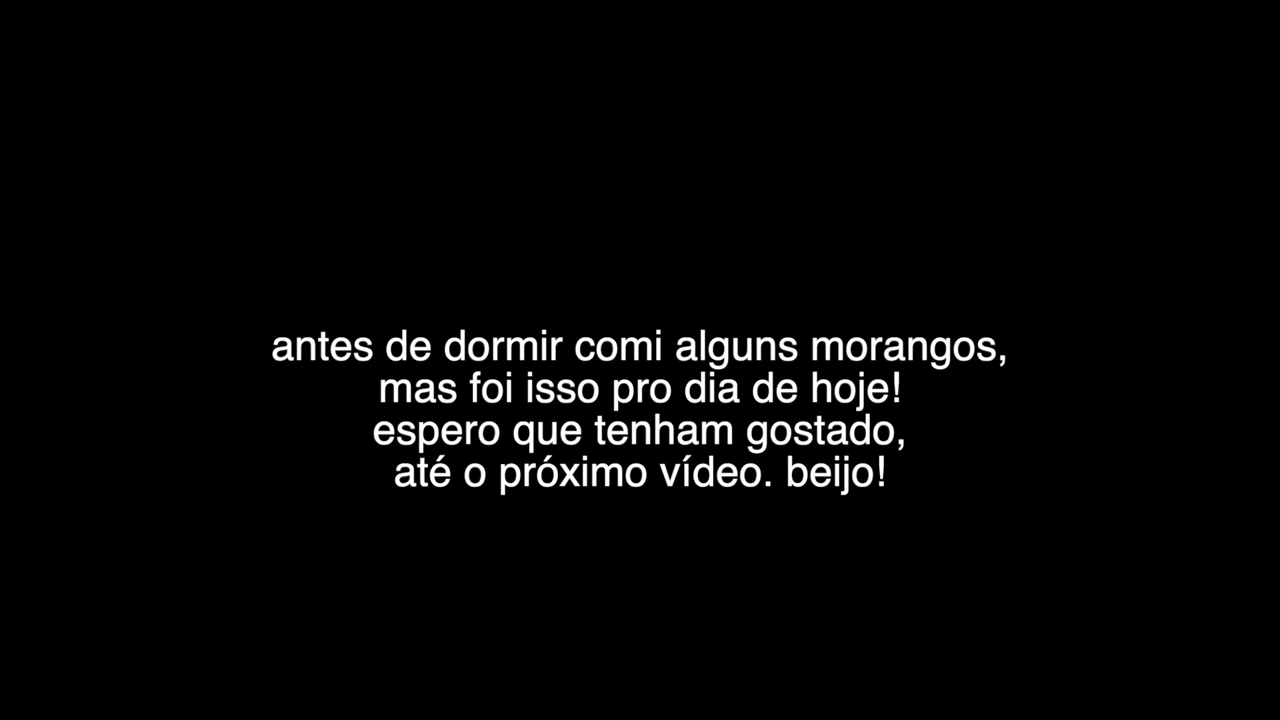 antes de dormir comi alguns morangos,
mas foi isso pro dia de hoje!
espero que tenham gostado,
até o próximo vídeo. beijo!